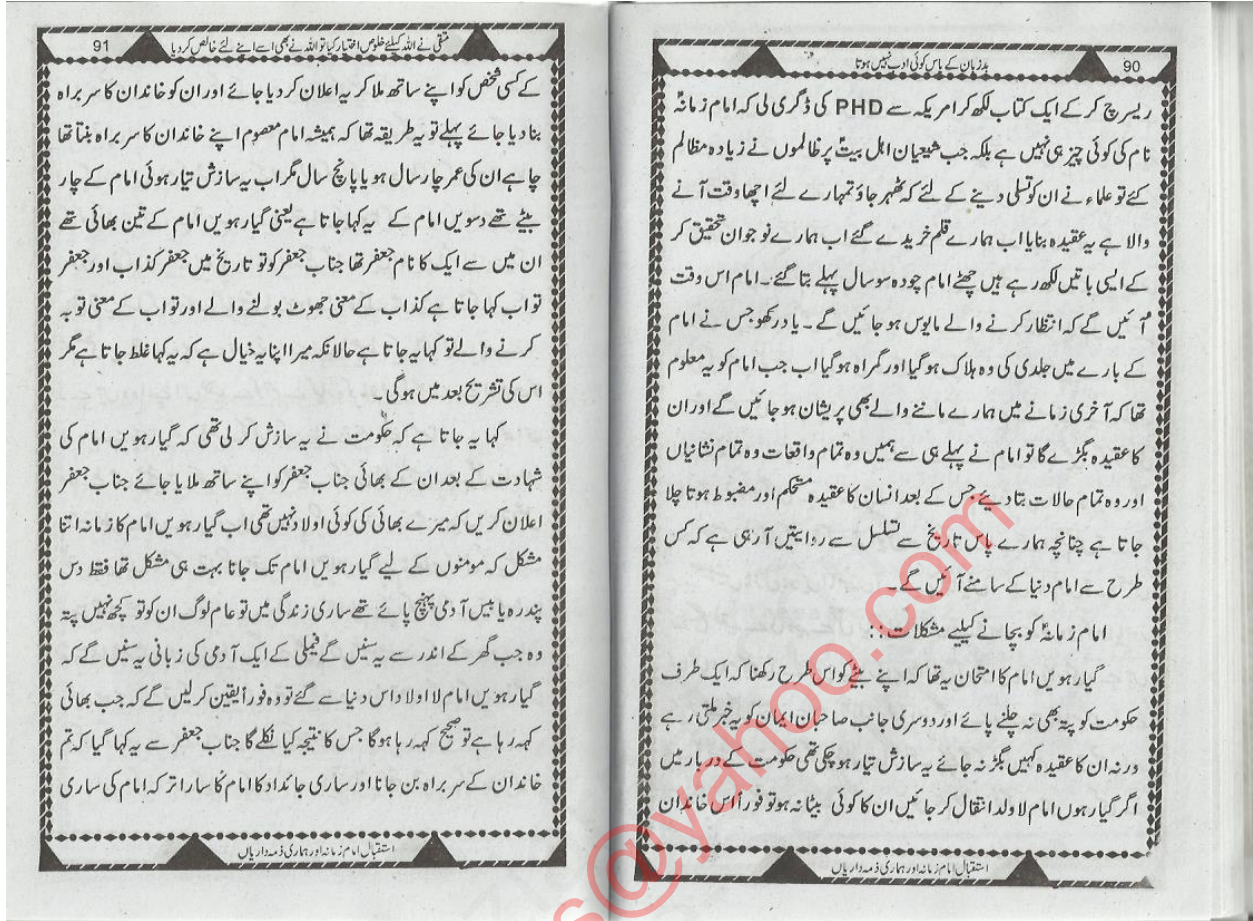 90
بدزبان کے پاس کوئی ادب نہیں ہوتا
ریسرچ کر کے ایک کتاب لکھ کر امریکہ سے PHD کی ڈگری لی کہ امام زمانہؑ
نام کی کوئی چیز ہی نہیں ہے بلکہ جب شیعیان اہل بیتؑ پر ظالموں نے زیادہ مظالم
کئے تو علماء نے ان کو تسلی دینے کے لئے کہ ٹھہر جاؤ تمہارے لئے اچھا وقت آنے
والا ہے یہ عقیدہ بنایا اب ہمارے قلم خریدے گئے اب ہمارے نوجوان تحقیق کر
کے ایسی باتیں لکھ رہے ہیں چھٹے امام چودہ سو سال پہلے بتا گئے۔ امام اس وقت
آئیں گے کہ انتظار کرنے والے مایوس ہو جائیں گے۔ یاد رکھو جس نے امام
کے بارے میں جلدی کی وہ ہلاک ہو گیا اور گمراہ ہو گیا اب جب امام کو یہ معلوم
تھا کہ آخری زمانے میں ہمارے ماننے والے بھی پریشان ہو جائیں گے اور ان
کا عقیدہ بگڑے گا تو امام نے پہلے ہی سے ہمیں وہ تمام واقعات وہ تمام نشانیاں
اور وہ تمام حالات بتا دیئے جس کے بعد انسان کا عقیدہ مستحکم اور مضبوط ہوتا چلا
جاتا ہے چنانچہ ہمارے پاس تاریخ سے تسلسل سے روایتیں آ رہی ہے کہ کس
طرح سے امام دنیا کے سامنے آئیں گے۔
امام زمانہؑ کو بچانے کیلیے مشکلات::
گیارہویں امام کا امتحان یہ تھا کہ اپنے بیٹے کو اس طرح رکھنا کہ ایک طرف
حکومت کو پتہ بھی نہ چلنے پائے اور دوسری جانب صاحبان ایمان کو یہ خبر ملتی رہے
ورنہ ان کا عقیدہ کہیں بگڑ نہ جائے یہ سازش تیار ہو چکی تھی حکومت کے دربار میں
اگر گیارہوں امام لا ولد انتقال کر جائیں ان کا کوئی بیٹا نہ ہو تو فوراً اس خاندان
استقبال امام زمانہ اور ہماری ذمہ داریاں
91
متقی نے اللہ کیلئے خلوص اختیار کیا تو اللہ نے بھی اسے اپنے لئے خالص کر دیا
کے کسی شخص کو اپنے ساتھ ملا کر یہ اعلان کر دیا جائے اور ان کو خاندان کا سربراہ
بنا دیا جائے پہلے تو یہ طریقہ تھا کہ ہمیشہ امام معصوم اپنے خاندان کا سربراہ بنتا تھا
چاہے ان کی عمر چار سال ہو یا پانچ سال مگر اب یہ سازش تیار ہوئی امام کے چار
بیٹے تھے دسویں امام کے یہ کہا جاتا ہے یعنی گیارہویں امام کے تین بھائی تھے
ان میں سے ایک کا نام جعفر تھا جناب جعفر کو تو تاریخ میں جعفر کذاب اور جعفر
تواب کہا جاتا ہے کذاب کے معنی جھوٹ بولنے والے اور تواب کے معنی توبہ
کرنے والے تو کہا یہ جاتا ہے حالانکہ میرا اپنا یہ خیال ہے کہ یہ کہا غلط جاتا ہے مگر
اس کی تشریح بعد میں ہو گی۔
کہا یہ جاتا ہے کہ حکومت نے یہ سازش کر لی تھی کہ گیارہویں امام کی
شہادت کے بعد ان کے بھائی جناب جعفر کو اپنے ساتھ ملایا جائے جناب جعفر
اعلان کریں کہ میرے بھائی کی کوئی اولاد نہیں تھی اب گیارہویں امام کا زمانہ اتنا
مشکل کہ مومنوں کے لیے گیارہویں امام تک جانا بہت ہی مشکل تھا فقط دس
پندرہ یا بیس آدمی پہنچ پائے تھے ساری زندگی میں تو عام لوگ ان کو تو کچھ نہیں پتہ
وہ جب گھر کے اندر سے یہ سنیں گے فیملی کے ایک آدمی کی زبانی یہ سنیں گے کہ
گیارہویں امام لا اولاد اس دنیا سے گئے تو وہ فوراً یقین کر لیں گے کہ جب بھائی
کہہ رہا ہے تو صحیح کہہ رہا ہو گا جس کا نتیجہ کیا نکلے گا جناب جعفر سے یہ کہا گیا کہ تم
خاندان کے سربراہ بن جانا اور ساری جائداد کا امام کا سارا ترکہ امام کی ساری
استقبال امام زمانہ اور ہماری ذمہ داریاں
s@yahoo.com